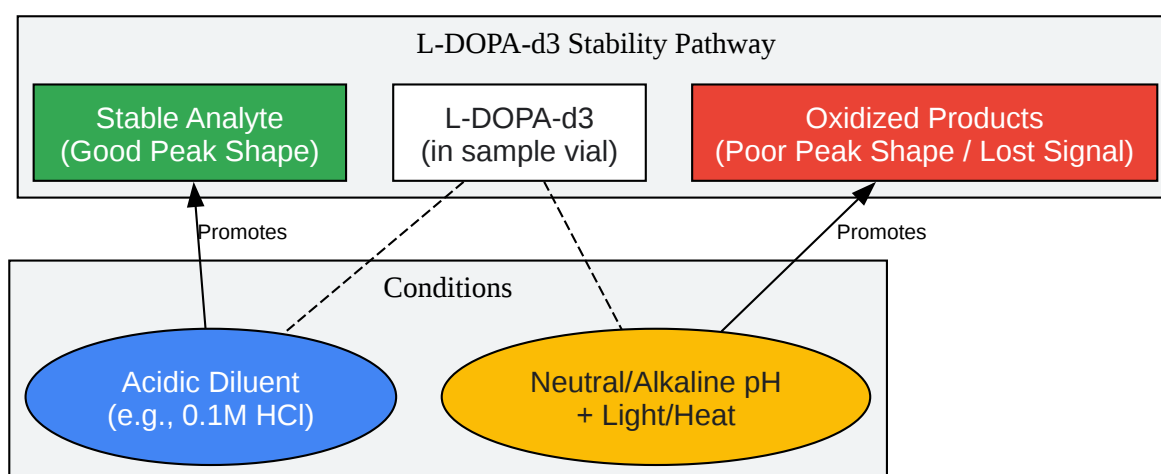 L-DOPA-d3 Stability Pathway
Stable Analyte
(Good Peak Shape)
L-DOPA-d3
(in sample vial)
Oxidized Products
(Poor Peak Shape / Lost Signal)
Promotes
Promotes
Conditions
Acidic Diluent
(e.g., 0.1M HCl)
Neutral/Alkaline pH
+ Light/Heat